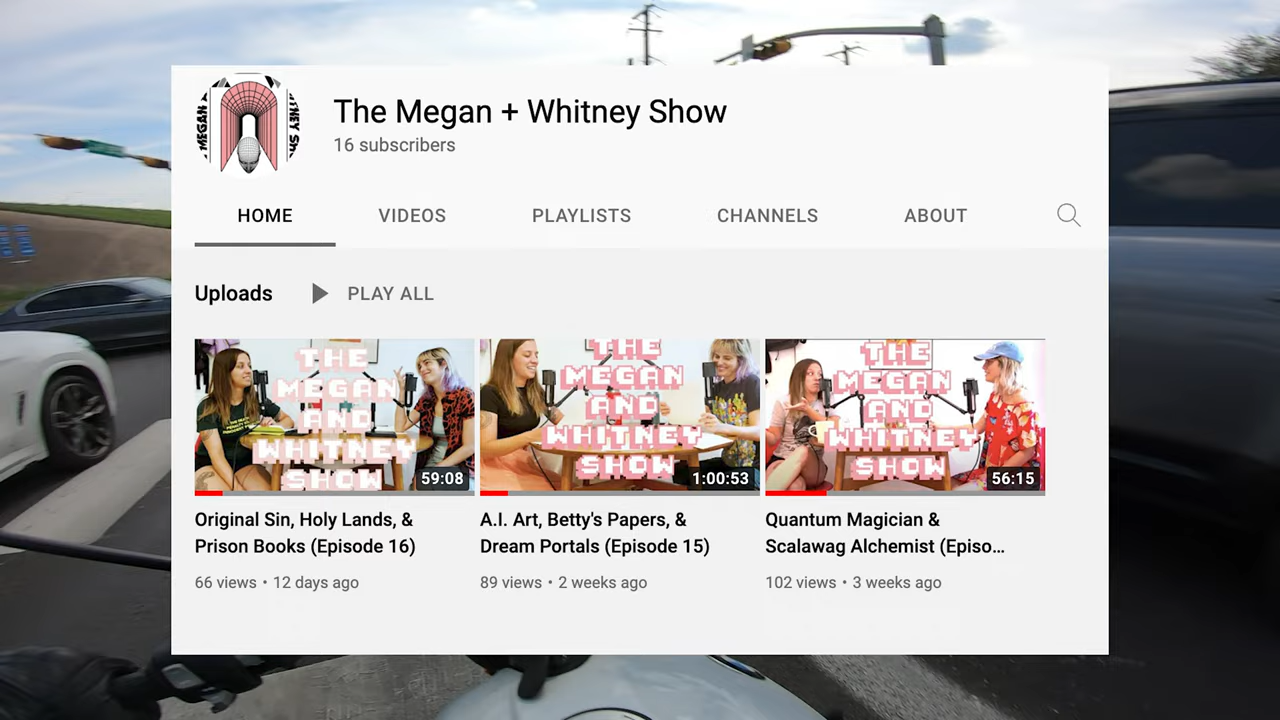 MEGAN
The Megan + Whitney Show
16 subscribers
HOME
VIDEOS
PLAYLISTS
CHANNELS
ABOUT
Uploads
PLAY ALL
THE
MEGAN
AND
WHITNEY
SHOW
59:08
THE
MEGAN
AND
WHITNEY
SHOW
1:00:53
THE
MEGAN
AND
WHITNEY
SHOW
56:15
Original Sin, Holy Lands, &
Prison Books (Episode 16)
66 views • 12 days ago
A.I. Art, Betty's Papers, &
Dream Portals (Episode 15)
89 views • 2 weeks ago
Quantum Magician &
Scalawag Alchemist (Episo…
102 views • 3 weeks ago